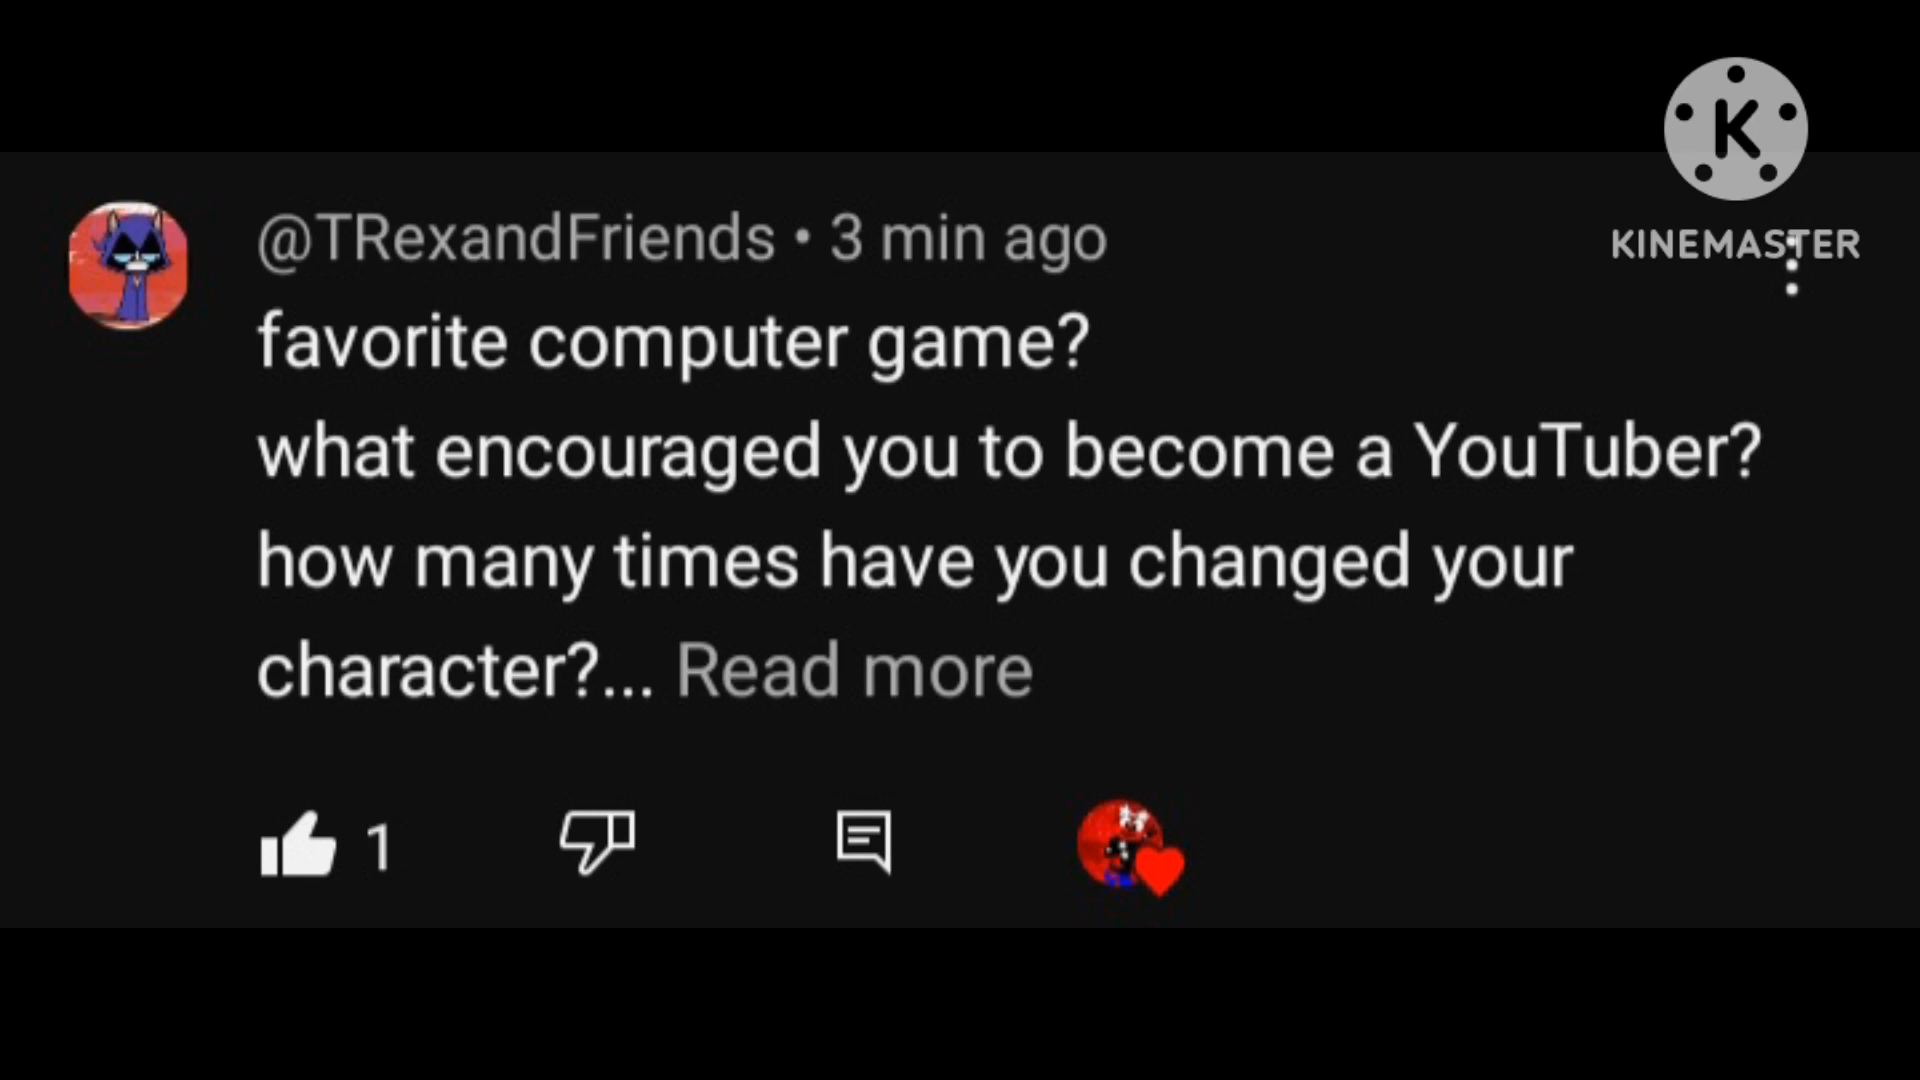 K
KINEMASTER
@TRexandFriends • 3 min ago
favorite computer game?
what encouraged you to become a YouTuber?
how many times have you changed your
character?... Read more
1